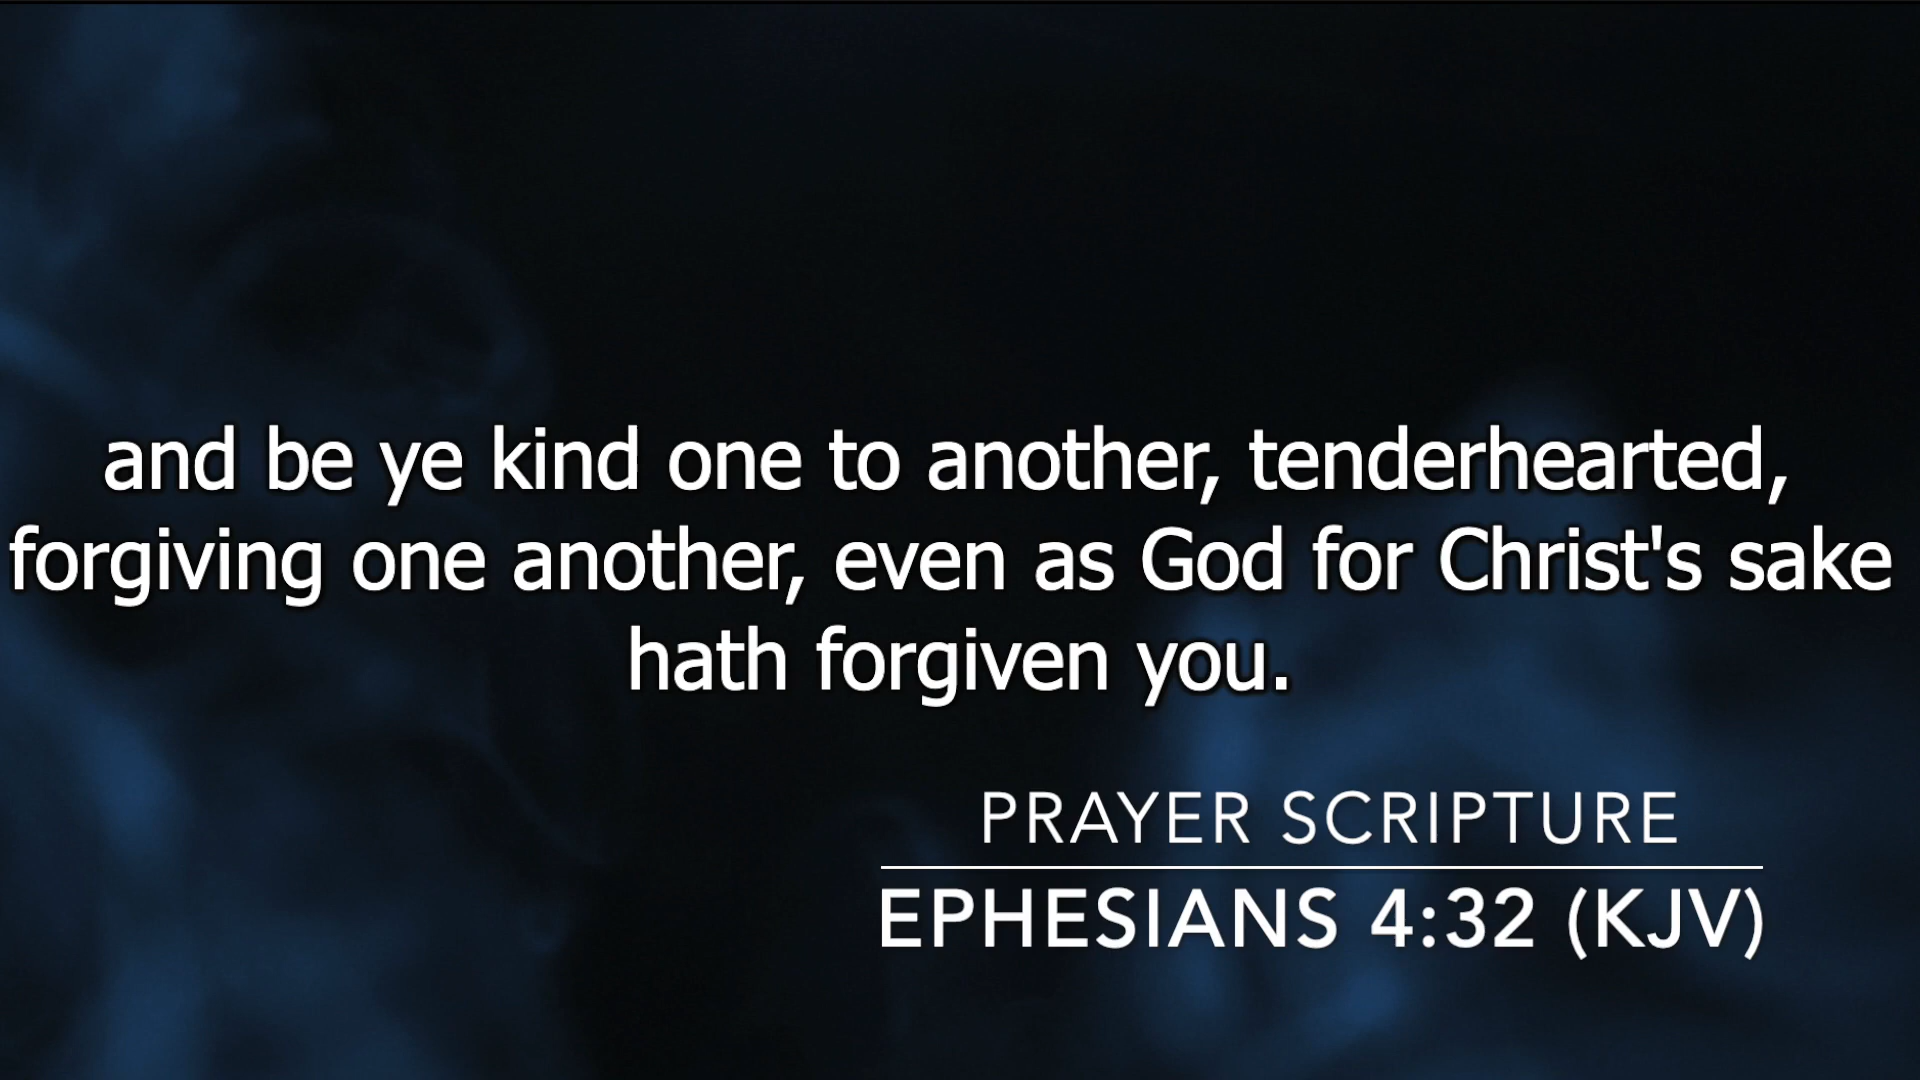 and be ye kind one to another, tenderhearted,
forgiving one another, even as God for Christ's sake
hath forgiven you.
PRAYER SCRIPTURE
EPHESIANS 4:32 (KJV)